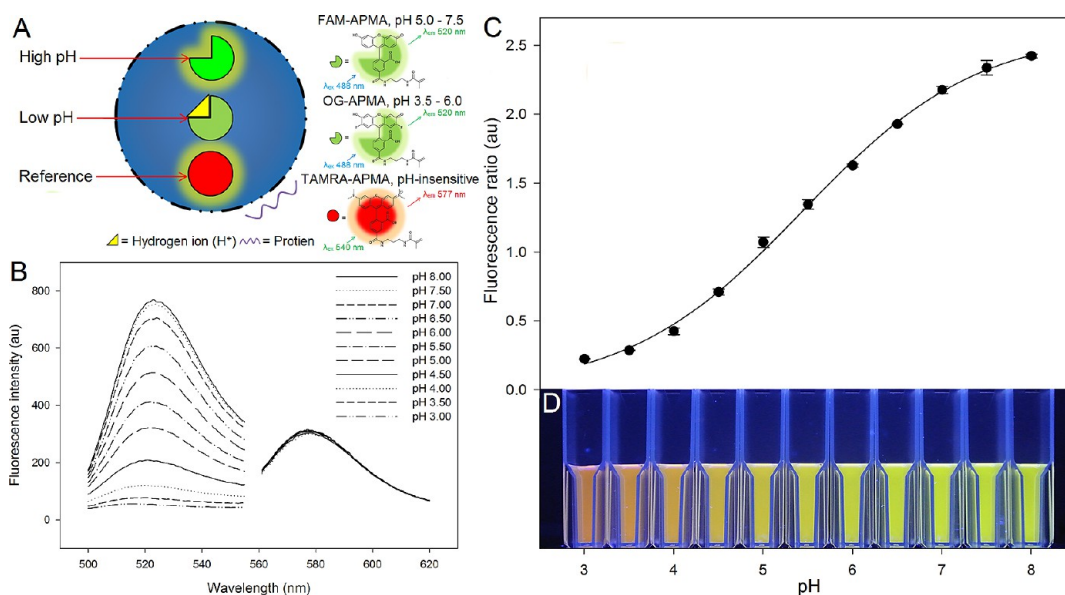 A
FAM-APMA, pH 5.0 - 7.5
λem 520 nm
High pH
λex 488 nm
OG-APMA, pH 3.5 - 6.0
λem 520 nm
Low pH
λex 488 nm
TAMRA-APMA, pH-insensitive
λem 577 nm
Reference
λex 540 nm
= Hydrogen ion (H⁺) = Protien
B
800
600
400
200
0
Fluorescence intensity (au)
pH 8.00
pH 7.50
pH 7.00
pH 6.50
pH 6.00
pH 5.50
pH 5.00
pH 4.50
pH 4.00
pH 3.50
pH 3.00
500 520 540 560 580 600 620
Wavelength (nm)
C
2.5
2.0
1.5
1.0
0.5
0.0
Fluorescence ratio (au)
D
3 4 5 6 7 8
pH